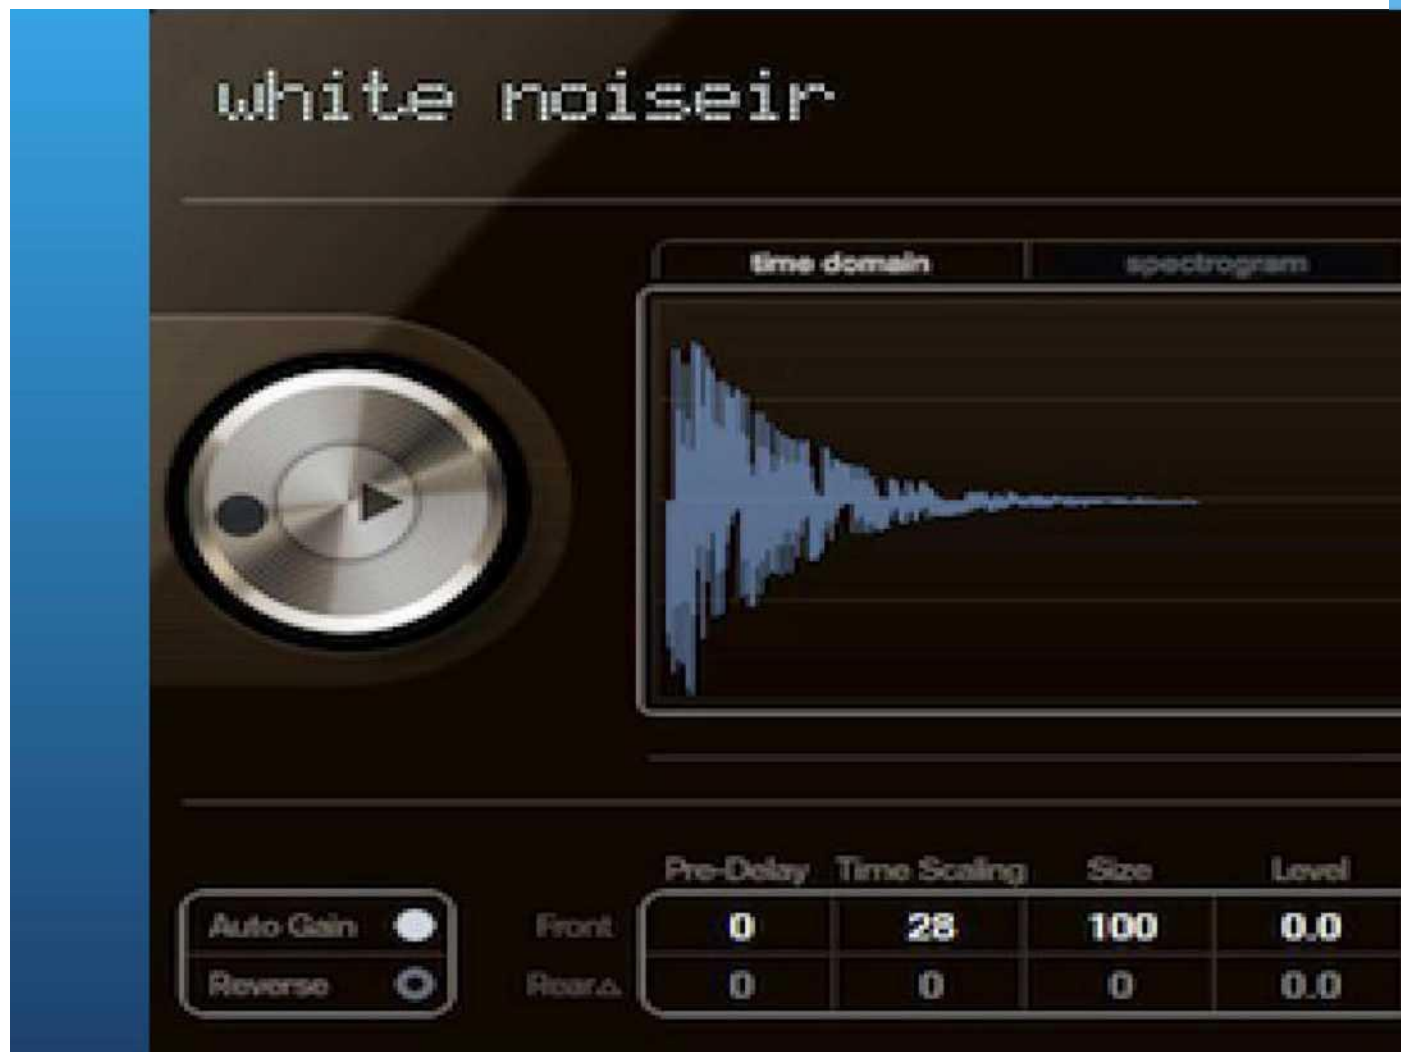 white noiseir
time domain spectrogram
Pre-Delay Time Scaling Size Level
Auto Gain Front 0 28 100 0.0
Reverse Rear△ 0 0 0 0.0